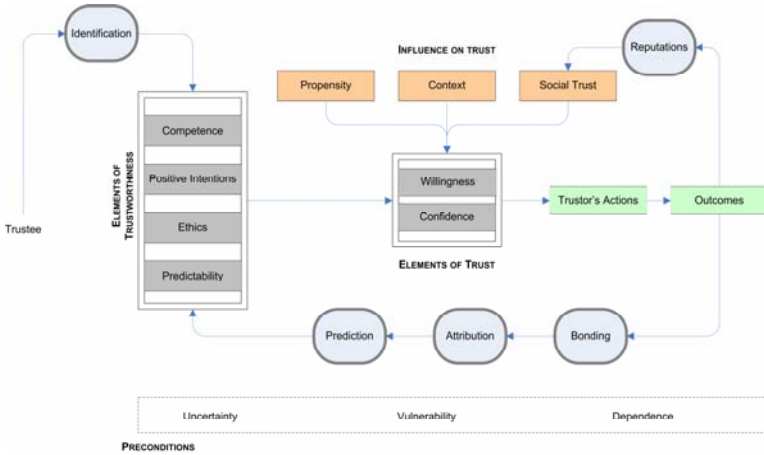 Identification
INFLUENCE ON TRUST
Reputations
Propensity
Context
Social Trust
ELEMENTS OF
TRUSTWORTHINESS
Competence
Positive Intentions
Ethics
Predictability
Trustee
Willingness
Confidence
ELEMENTS OF TRUST
Trustor's Actions
Outcomes
Prediction
Attribution
Bonding
Uncertainty
Vulnerability
Dependence
PRECONDITIONS